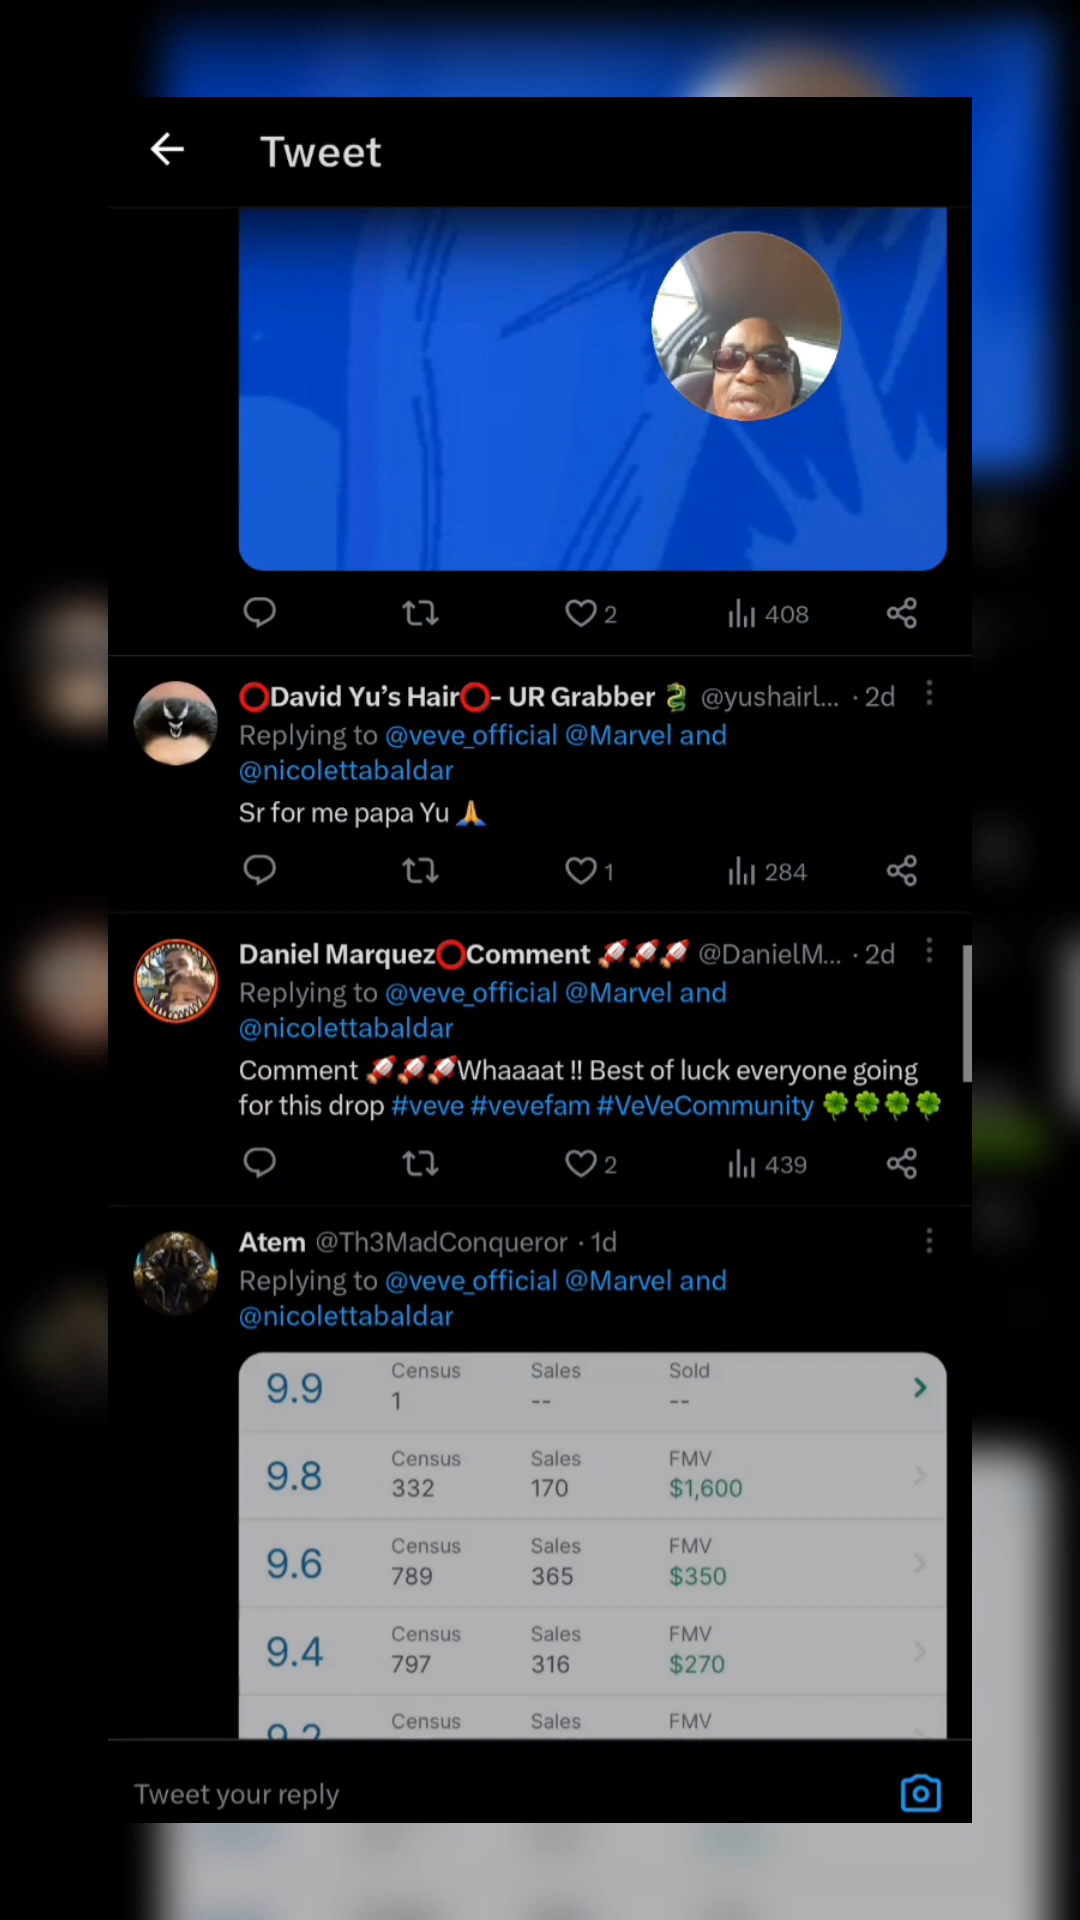 Tweet
2
408
David Yu's Hair - UR Grabber @yushairl... · 2d
Replying to @veve_official @Marvel and
@nicolettabaldar
Sr for me papa Yu 🙏
1
284
Daniel Marquez⭕Comment 🚀🚀🚀 @DanielM... · 2d
Replying to @veve_official @Marvel and
@nicolettabaldar
Comment 🚀🚀🚀Whaaaat !! Best of luck everyone going
for this drop #veve #vevefam #VeVeCommunity 🍀🍀🍀🍀
2
439
Atem @Th3MadConqueror · 1d
Replying to @veve_official @Marvel and
@nicolettabaldar
Census Sales Sold
9.9 1 -- --
Census Sales FMV
9.8 332 170 $1,600
Census Sales FMV
9.6 789 365 $350
Census Sales FMV
9.4 797 316 $270
Census Sales FMV
9.2
Tweet your reply